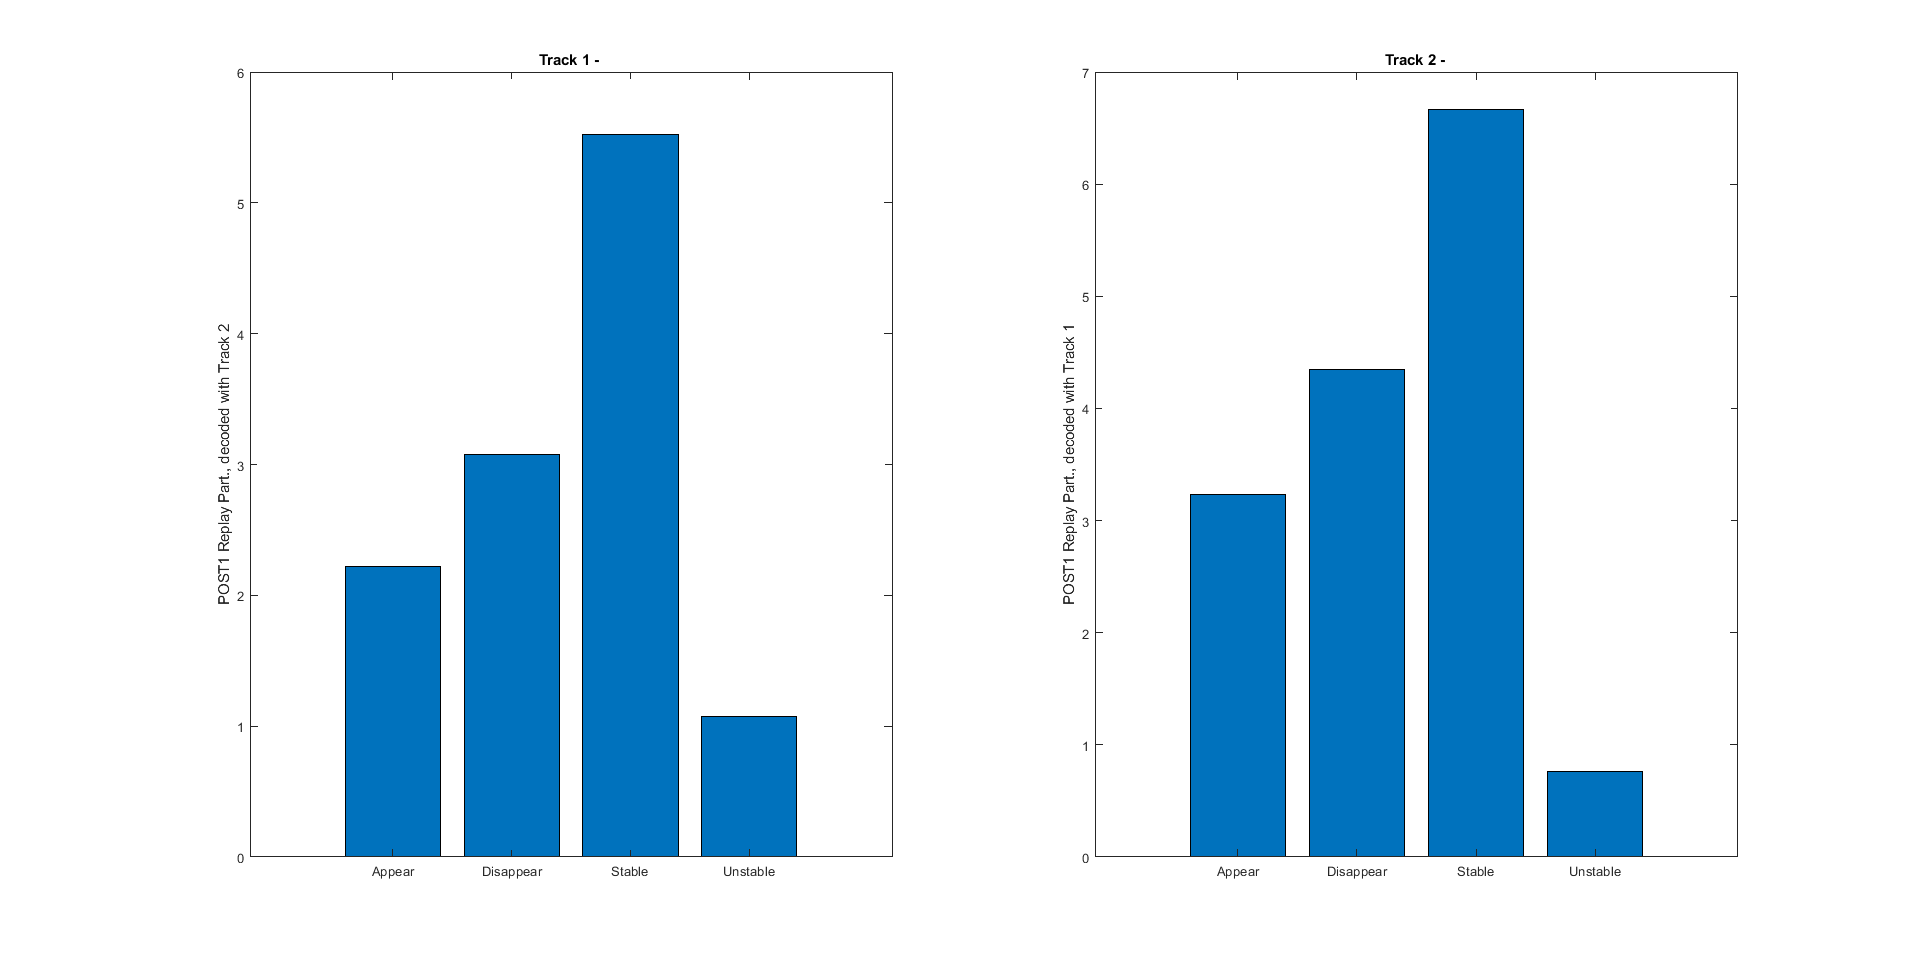 Track 1 -
POST1 Replay Part., decoded with Track 2
6
5
4
3
2
1
0
Appear Disappear Stable Unstable
Track 2 -
POST1 Replay Part., decoded with Track 1
7
6
5
4
3
2
1
0
Appear Disappear Stable Unstable